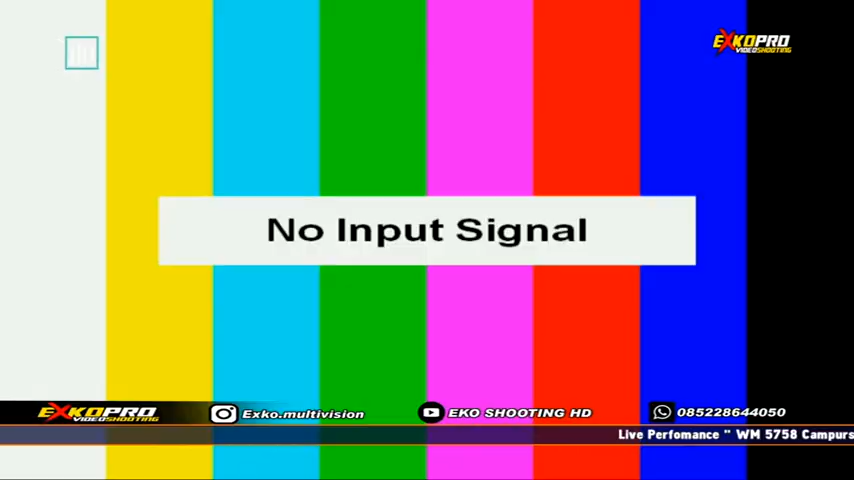 EXKOPRO
VIDEOSHOOTING
No Input Signal
EXKOPRO
VIDEOSHOOTING
Exko.multivision
EKO SHOOTING HD
085228644050
Live Perfomance " WM 5758 Campurs